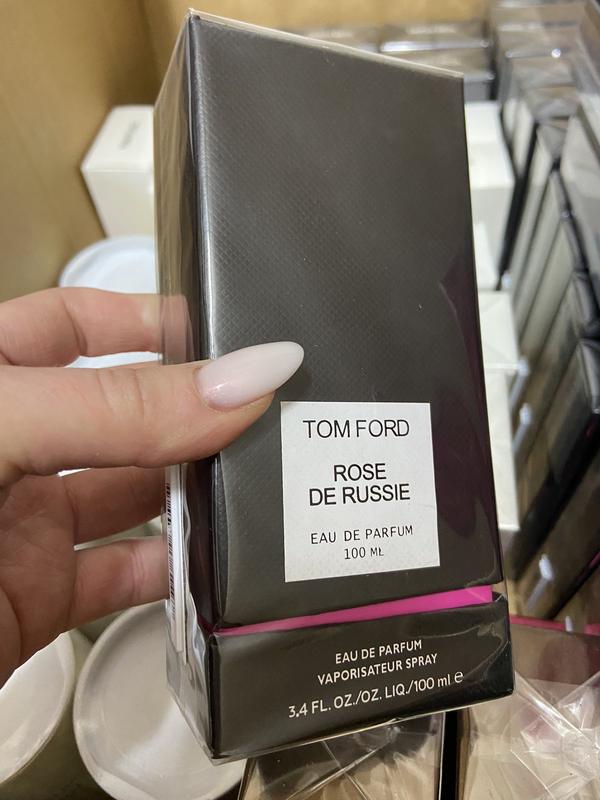 TOM FORD
ROSE
DE RUSSIE
EAU DE PARFUM
100 ML
EAU DE PARFUM
VAPORISATEUR SPRAY
3,4 FL. OZ./OZ. LIQ./100 ml ℮